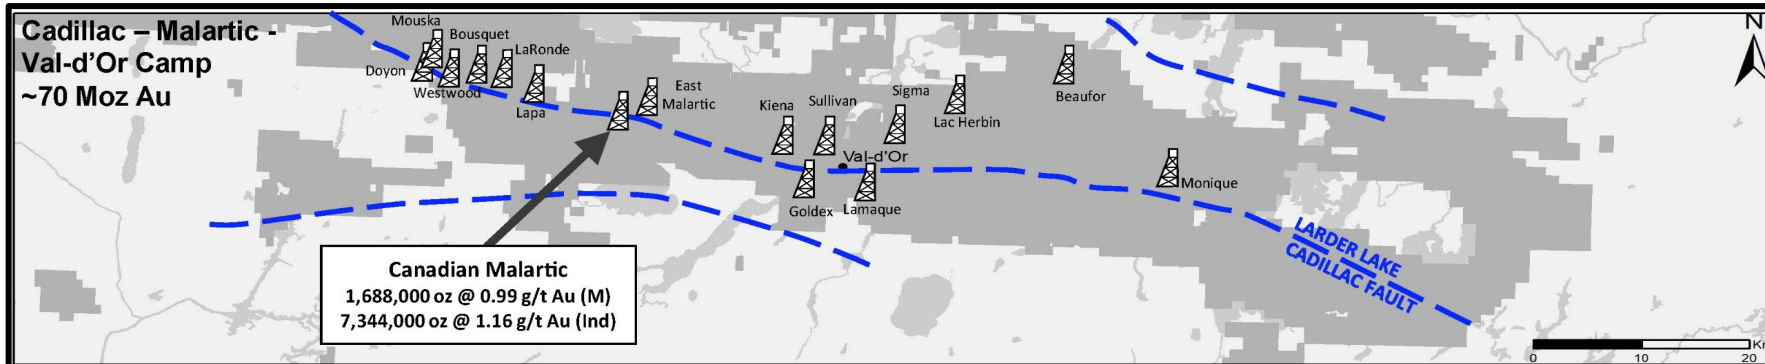 Cadillac – Malartic -
Val-d'Or Camp
~70 Moz Au
Mouska
Bousquet
LaRonde
Doyon
Westwood
Lapa
East
Malartic
Kiena
Sullivan
Sigma
Lac Herbin
Beaufor
Val-d'Or
Goldex
Lamaque
Monique
N
Canadian Malartic
1,688,000 oz @ 0.99 g/t Au (M)
7,344,000 oz @ 1.16 g/t Au (Ind)
LARDER LAKE
CADILLAC FAULT
Km
0 10 20